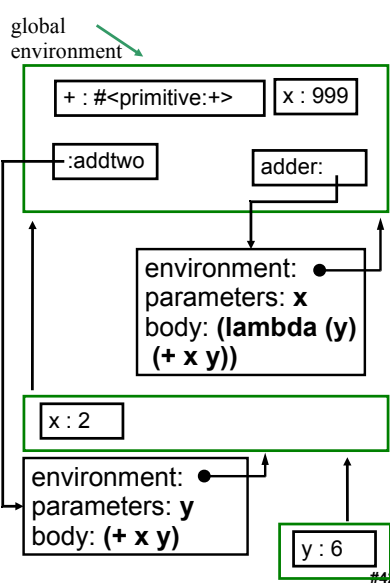 global
environment
+ : #<primitive:+>
x : 999
:addtwo
adder:
environment:
parameters: x
body: (lambda (y)
(+ x y))
x : 2
environment:
parameters: y
body: (+ x y)
y : 6